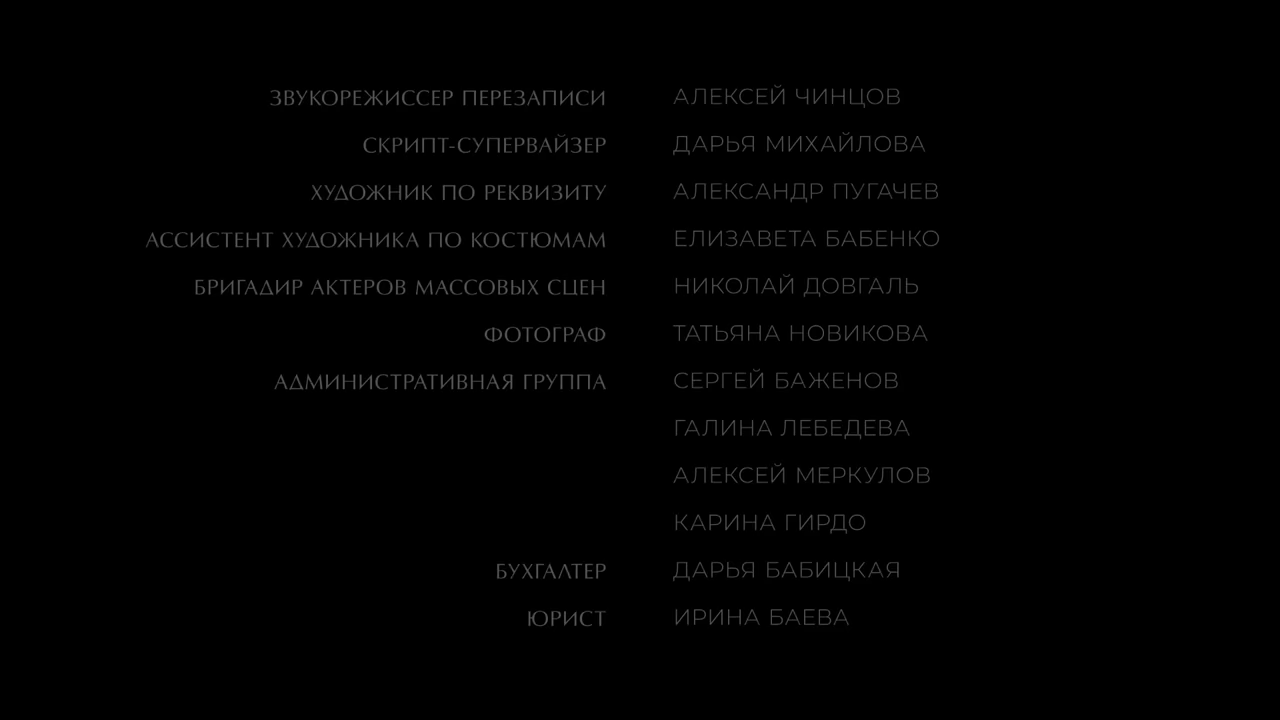 ЗВУКОРЕЖИССЕР ПЕРЕЗАПИСИ АЛЕКСЕЙ ЧИНЦОВ
СКРИПТ-СУПЕРВАЙЗЕР ДАРЬЯ МИХАЙЛОВА
ХУДОЖНИК ПО РЕКВИЗИТУ АЛЕКСАНДР ПУГАЧЕВ
АССИСТЕНТ ХУДОЖНИКА ПО КОСТЮМАМ ЕЛИЗАВЕТА БАБЕНКО
БРИГАДИР АКТЕРОВ МАССОВЫХ СЦЕН НИКОЛАЙ ДОВГАЛЬ
ФОТОГРАФ ТАТЬЯНА НОВИКОВА
АДМИНИСТРАТИВНАЯ ГРУППА СЕРГЕЙ БАЖЕНОВ
ГАЛИНА ЛЕБЕДЕВА
АЛЕКСЕЙ МЕРКУЛОВ
КАРИНА ГИРДО
БУХГАЛТЕР ДАРЬЯ БАБИЦКАЯ
ЮРИСТ ИРИНА БАЕВА